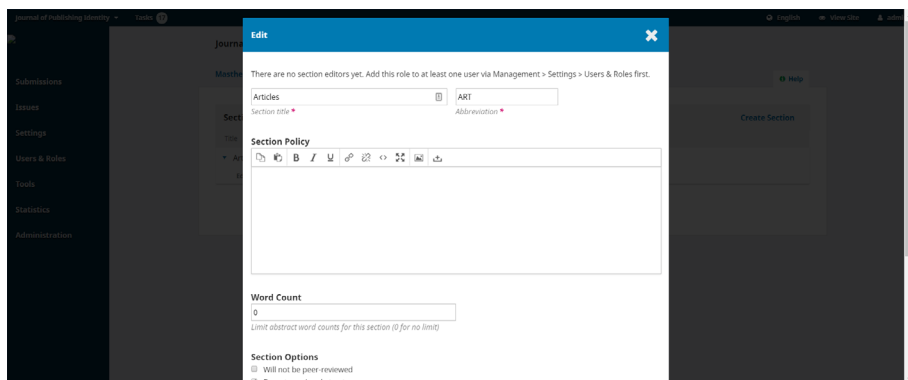 Journal of Publishing Identity Tasks 17 English View Site admi
Edit
Journa
There are no section editors yet. Add this role to at least one user via Management > Settings > Users & Roles first.
Submissions
Help
Articles ART
Section title * Abbreviation *
Issues
Create Section
Settings
Section Policy
Title
Users & Roles
B I U
Tools
Statistics
Administration
Word Count
0
Limit abstract word counts for this section (0 for no limit)
Section Options
Will not be peer-reviewed